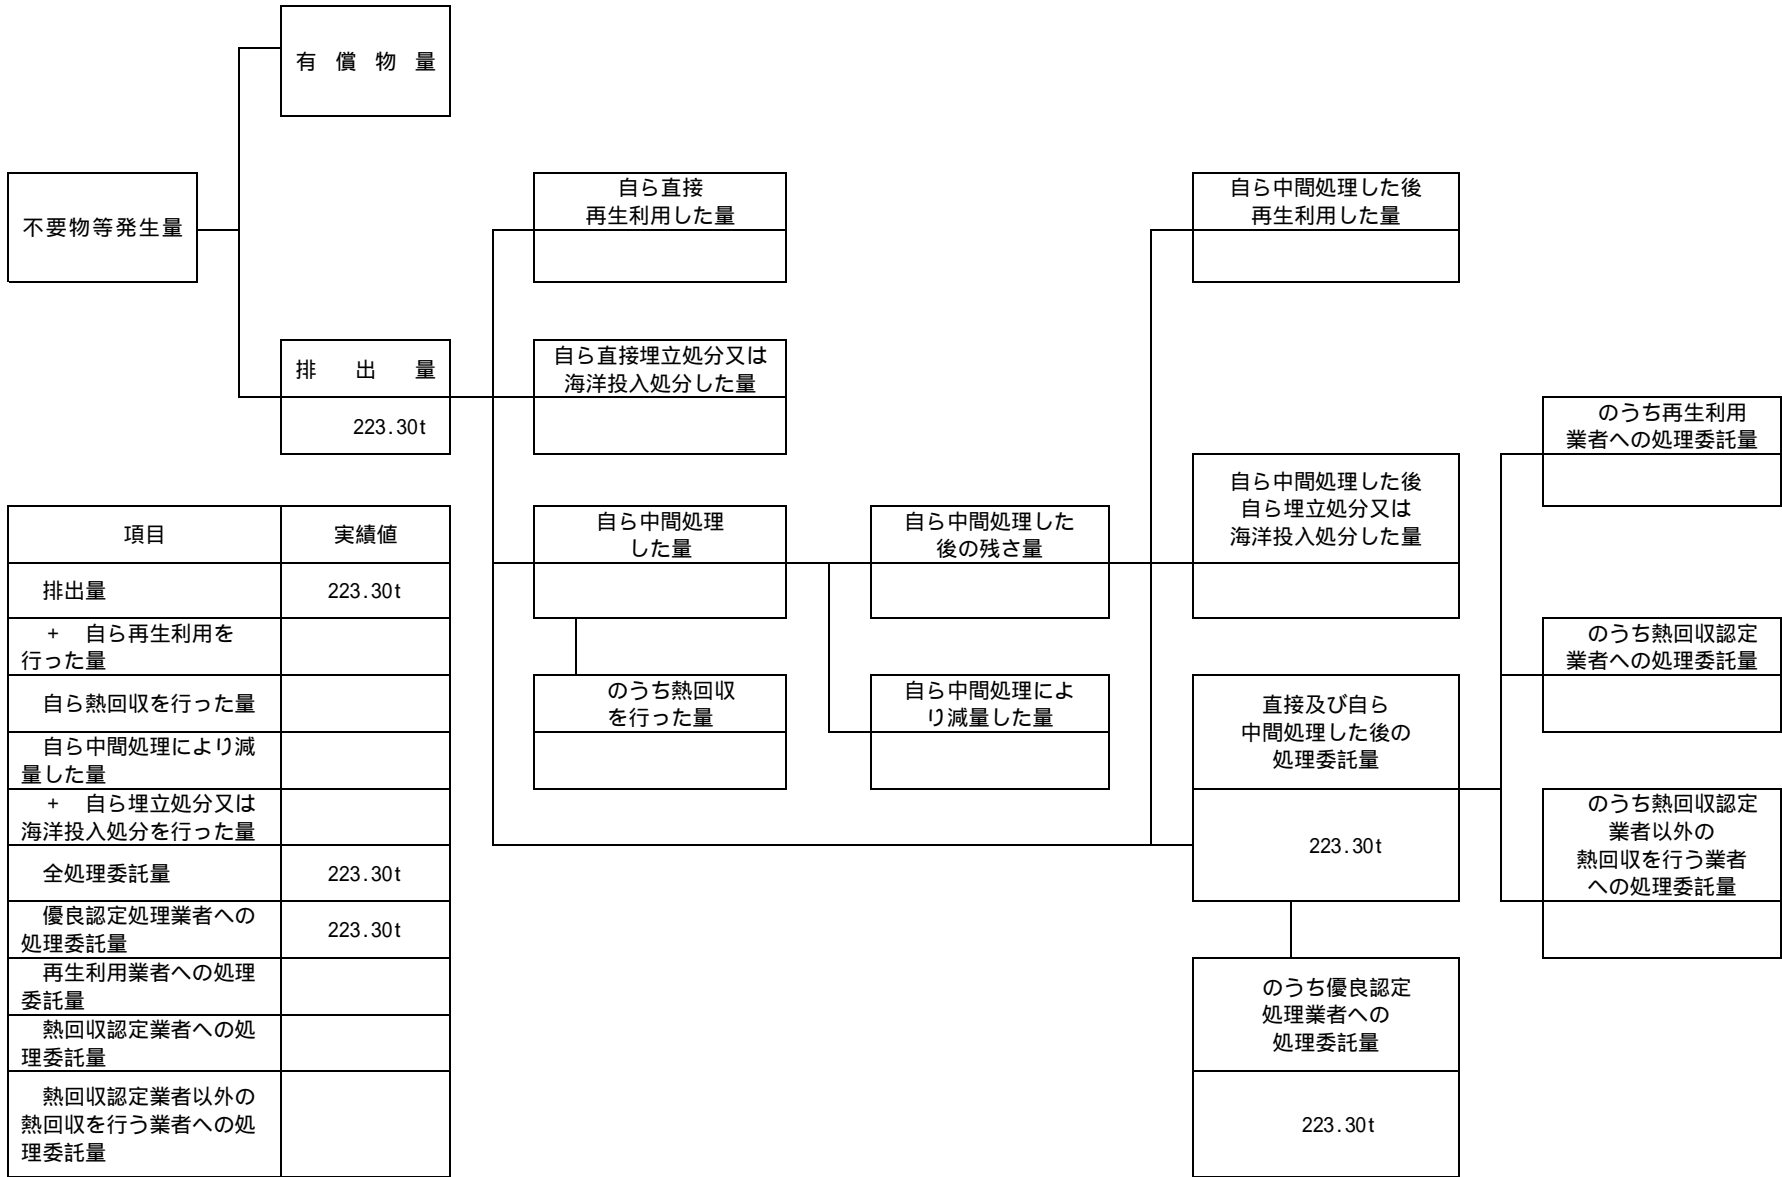 有償物量
不要物等発生量
排出量
223.30t
自ら直接
再生利用した量
自ら直接埋立処分又は
海洋投入処分した量
自ら中間処理
した量
のうち熱回収
を行った量
自ら中間処理した
後の残さ量
自ら中間処理によ
り減量した量
自ら中間処理した後
再生利用した量
自ら中間処理した後
自ら埋立処分又は
海洋投入処分した量
直接及び自ら
中間処理した後の
処理委託量
223.30t
のうち優良認定
処理業者への
処理委託量
223.30t
のうち再生利用
業者への処理委託量
のうち熱回収認定
業者への処理委託量
のうち熱回収認定
業者以外の
熱回収を行う業者
への処理委託量
項目 実績値
排出量 223.30t
+ 自ら再生利用を
行った量
自ら熱回収を行った量
自ら中間処理により減
量した量
+ 自ら埋立処分又は
海洋投入処分を行った量
全処理委託量 223.30t
優良認定処理業者への
処理委託量 223.30t
再生利用業者への処理
委託量
熱回収認定業者への処
理委託量
熱回収認定業者以外の
熱回収を行う業者への処
理委託量